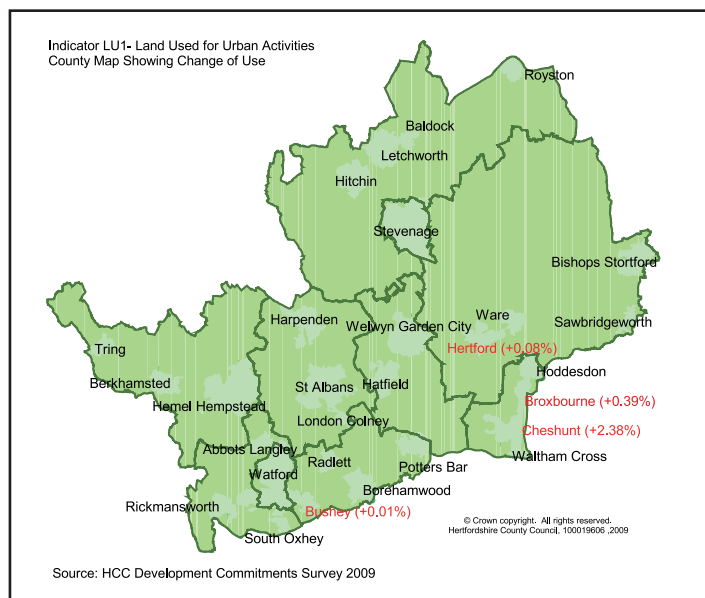 Indicator LU1- Land Used for Urban Activities
County Map Showing Change of Use
Royston
Baldock
Letchworth
Hitchin
Stevenage
Bishops Stortford
Harpenden
Welwyn Garden City
Ware
Sawbridgeworth
Tring
Hertford (+0.08%)
Berkhamsted
Hemel Hempstead
St Albans
Hatfield
Hoddesdon
Broxbourne (+0.39%)
London Colney
Cheshunt (+2.38%)
Abbots Langley
Radlett
Potters Bar
Waltham Cross
Watford
Borehamwood
Rickmansworth
Bushey (+0.01%)
South Oxhey
© Crown copyright. All rights reserved.
Hertfordshire County Council, 100019606 ,2009
Source: HCC Development Commitments Survey 2009